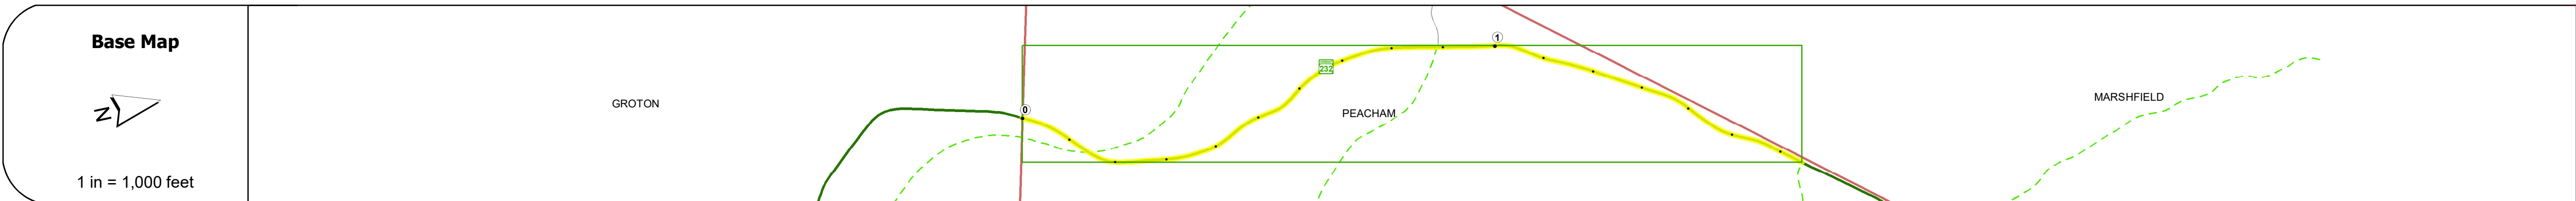 Base Map
N
1 in = 1,000 feet
GROTON
0
232
PEACHAM
1
MARSHFIELD